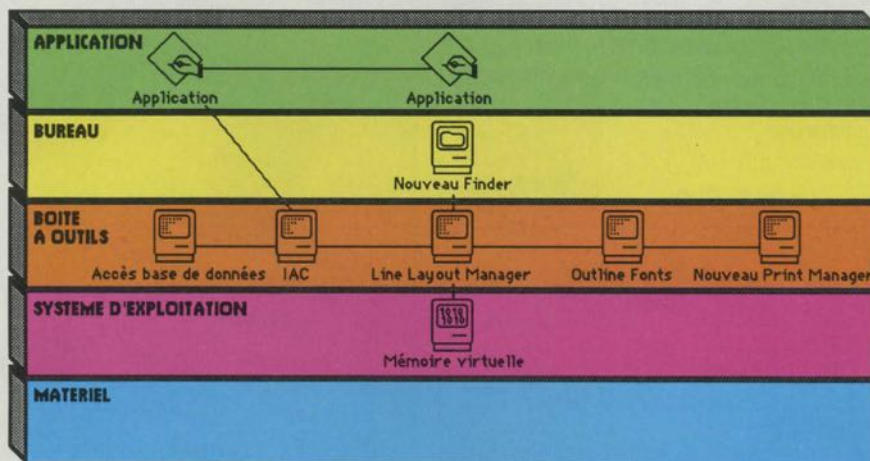 APPLICATION
Application Application
BUREAU
Nouveau Finder
BOITE
A OUTILS
Accès base de données IAC Line Layout Manager Outline Fonts Nouveau Print Manager
SYSTEME D'EXPLOITATION
Mémoire virtuelle
MATERIEL